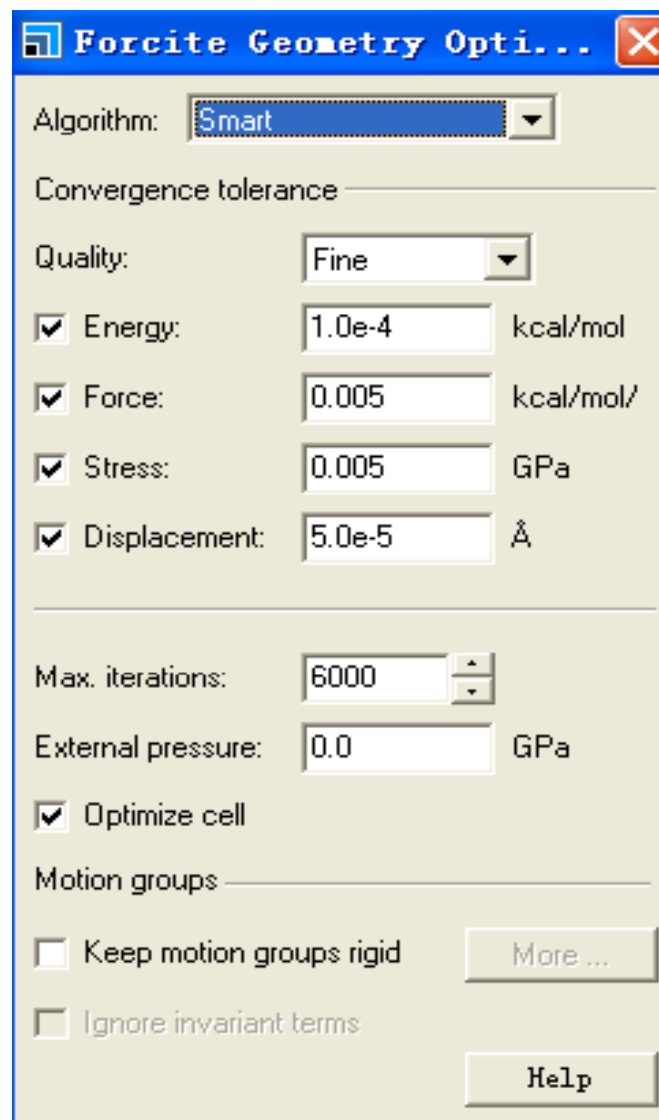 Forcite Geometry Opti...
Algorithm: Smart
Convergence tolerance
Quality: Fine
Energy: 1.0e-4 kcal/mol
Force: 0.005 kcal/mol/
Stress: 0.005 GPa
Displacement: 5.0e-5 Å
Max. iterations: 6000
External pressure: 0.0 GPa
Optimize cell
Motion groups
Keep motion groups rigid More ...
Ignore invariant terms
Help